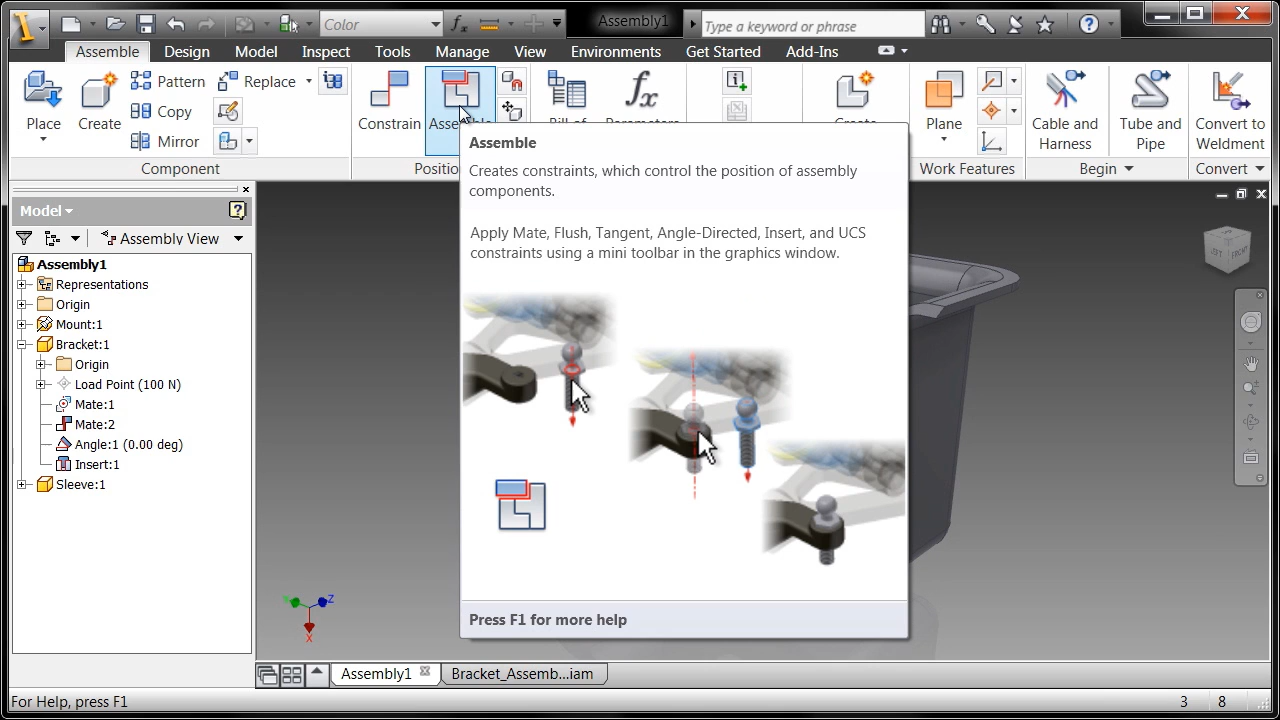 Color
Assembly1
Type a keyword or phrase
Assemble Design Model Inspect Tools Manage View Environments Get Started Add-Ins
Place
Create
Pattern
Copy
Mirror
Replace
Component
Constrain
Assemble
Plane
Work Features
Cable and
Harness
Tube and
Pipe
Begin
Convert to
Weldment
Convert
Assemble
Creates constraints, which control the position of assembly
components.
Apply Mate, Flush, Tangent, Angle-Directed, Insert, and UCS
constraints using a mini toolbar in the graphics window.
Press F1 for more help
Model
Assembly View
Assembly1
Representations
Origin
Mount:1
Bracket:1
Origin
Load Point (100 N)
Mate:1
Mate:2
Angle:1 (0.00 deg)
Insert:1
Sleeve:1
LEFT FRONT
Z
X
Assembly1
Bracket_Assemb...iam
For Help, press F1
3 8